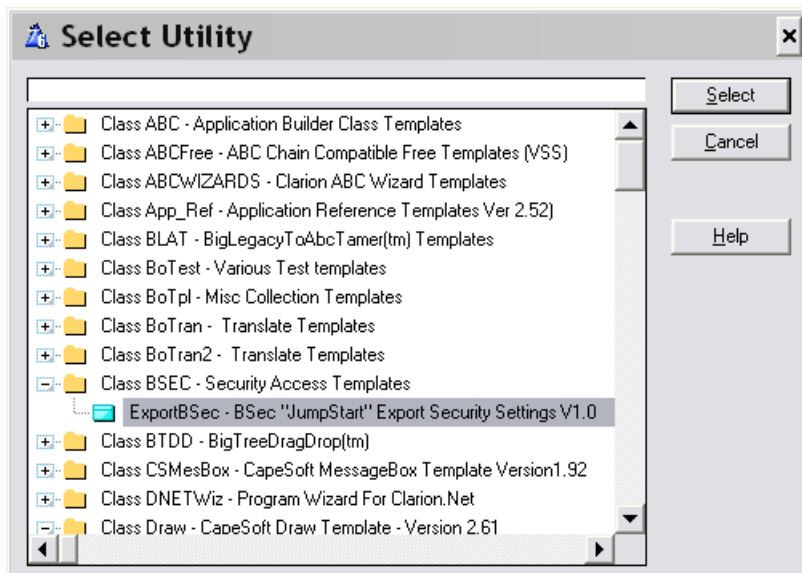 Select Utility
Class ABC - Application Builder Class Templates
Class ABCFree - ABC Chain Compatible Free Templates (VSS)
Class ABCWIZARDS - Clarion ABC Wizard Templates
Class App_Ref - Application Reference Templates Ver 2.52)
Class BLAT - BigLegacyToAbcTamer(tm) Templates
Class BoTest - Various Test templates
Class BoTpl - Misc Collection Templates
Class BoTran -  Translate Templates
Class BoTran2 -  Translate Templates
Class BSEC - Security Access Templates
ExportBSec - BSec "JumpStart" Export Security Settings V1.0
Class BTDD - BigTreeDragDrop(tm)
Class CSMesBox - CapeSoft MessageBox Template Version1.92
Class DNETWiz - Program Wizard For Clarion.Net
Class Draw - CapeSoft Draw Template - Version 2.61
Select
Cancel
Help